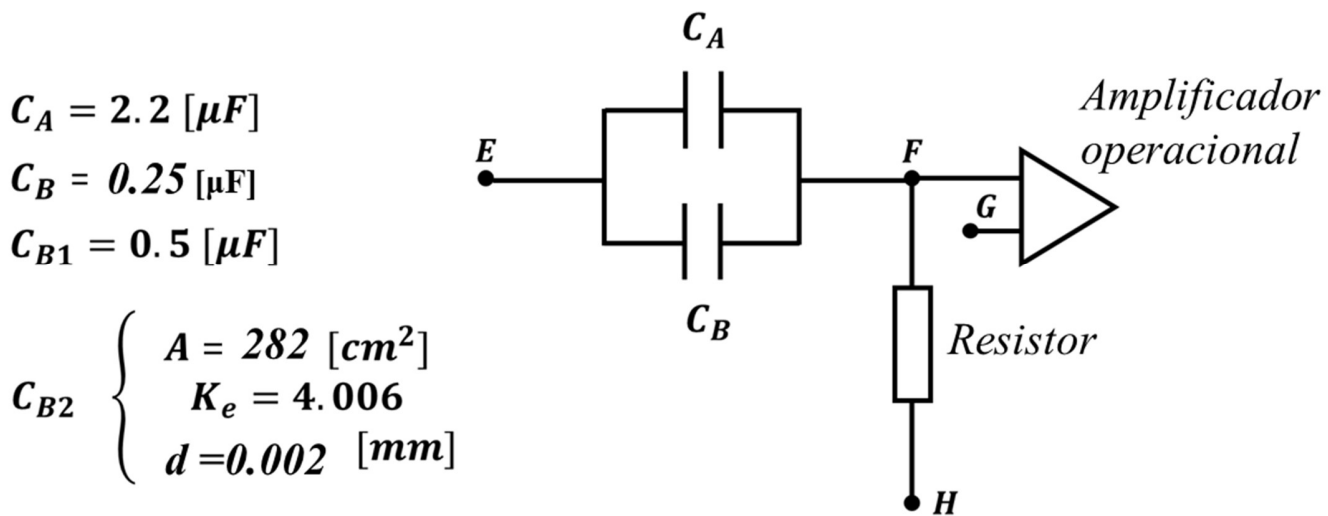 C_A = 2.2 [μF]
C_B = 0.25 [μF]
C_B1 = 0.5 [μF]
C_B2 { A = 282 [cm²]
K_e = 4.006
d =0.002 [mm]
C_A
E
C_B
F
G
Amplificador
operacional
Resistor
H